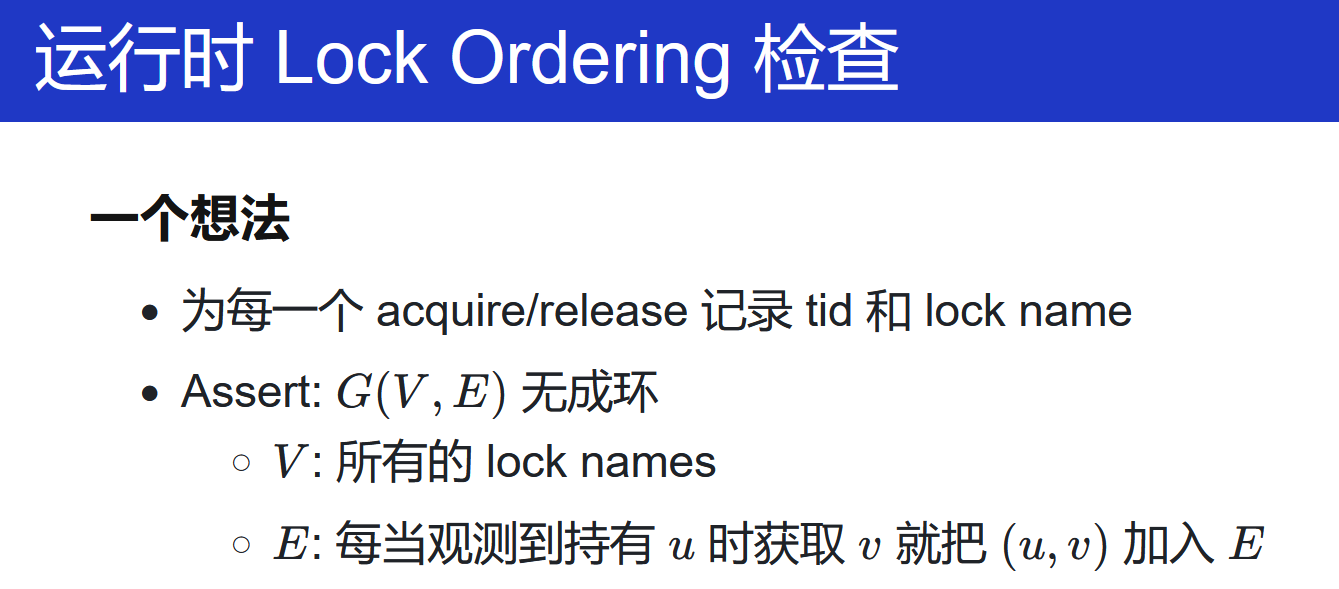 运行时 Lock Ordering 检查
一个想法
• 为每一个 acquire/release 记录 tid 和 lock name
• Assert: G(V, E) 无成环
○ V: 所有的 lock names
○ E: 每当观测到持有 u 时获取 v 就把 (u, v) 加入 E